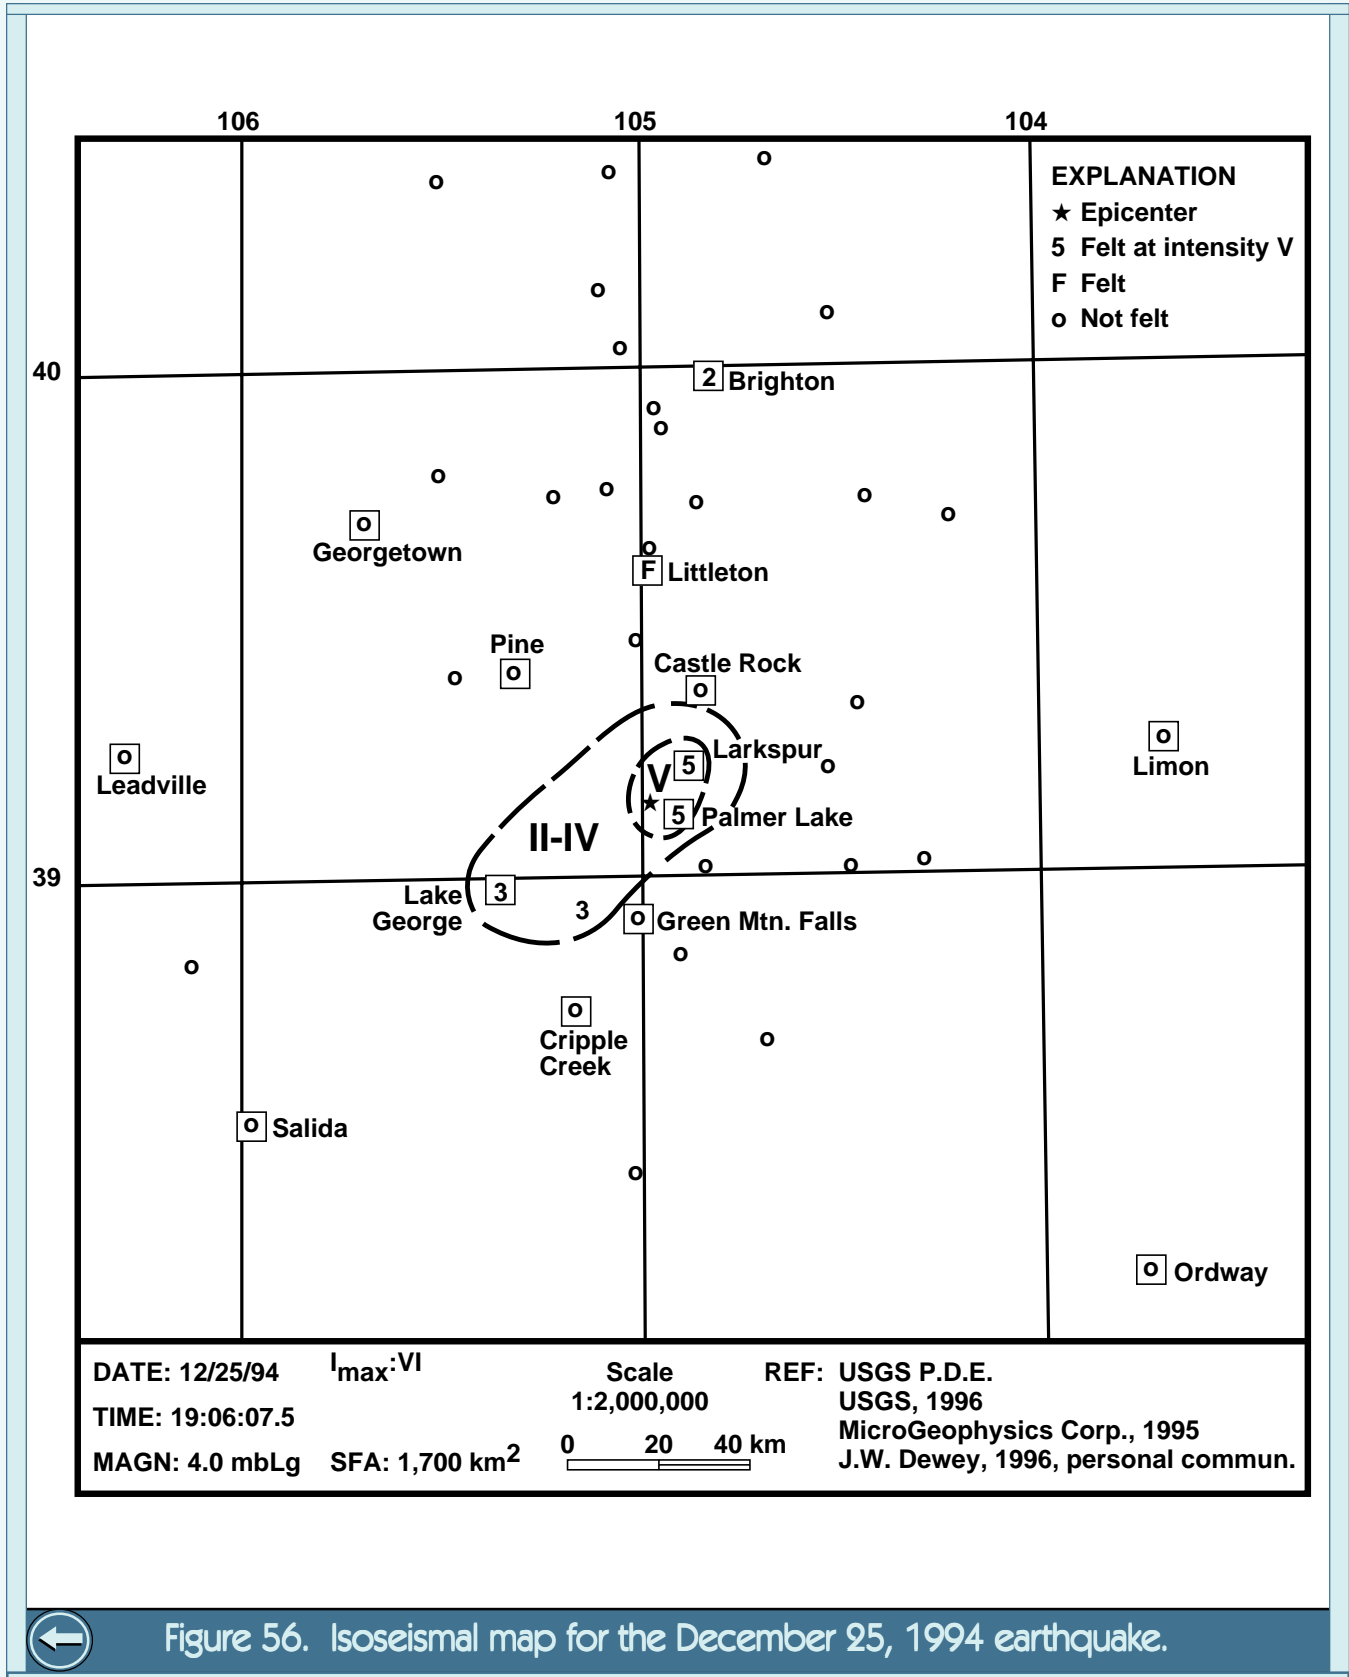 106 105 104
EXPLANATION
★ Epicenter
5 Felt at intensity V
F Felt
o Not felt
o
o
o
o
o
o
40
2 Brighton
o
o
o
o
o
o
o
o
o
Georgetown
o
F Littleton
o
Pine
o
o
Castle Rock
o
o
o
Limon
o
Leadville
Larkspur
5
V
o
★
5 Palmer Lake
II-IV
o
o
o
39
Lake
George
3
3
o Green Mtn. Falls
o
o
o
Cripple
Creek
o
o Salida
o
o Ordway
DATE: 12/25/94
TIME: 19:06:07.5
MAGN: 4.0 mbLg
Imax:VI
SFA: 1,700 km2
Scale
1:2,000,000
0 20 40 km
REF: USGS P.D.E.
USGS, 1996
MicroGeophysics Corp., 1995
J.W. Dewey, 1996, personal commun.
Figure 56. Isoseismal map for the December 25, 1994 earthquake.